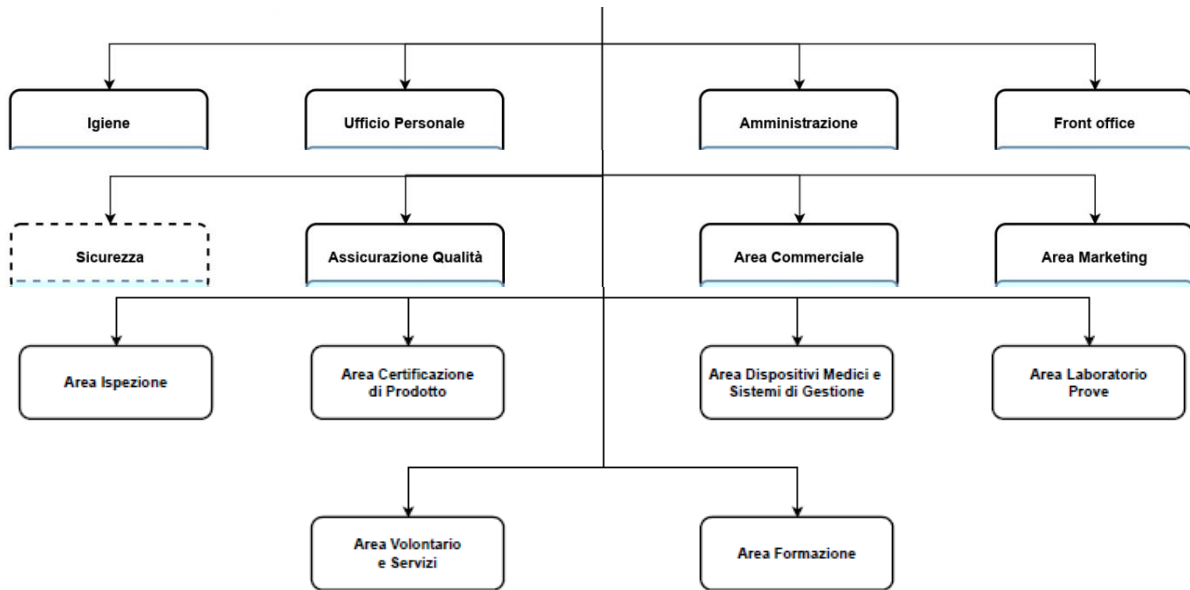 Igiene
Ufficio Personale
Amministrazione
Front office
Sicurezza
Assicurazione Qualità
Area Commerciale
Area Marketing
Area Ispezione
Area Certificazione
di Prodotto
Area Dispositivi Medici e
Sistemi di Gestione
Area Laboratorio
Prove
Area Volontario
e Servizi
Area Formazione